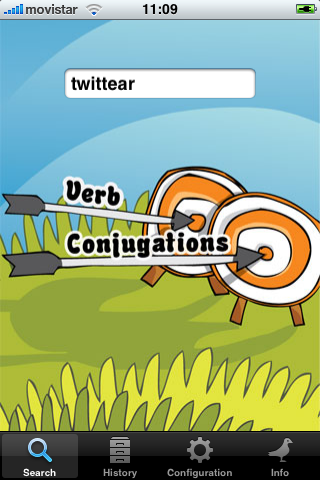 movistar 11:09
twittear
Verb
Conjugations
Search History Configuration Info